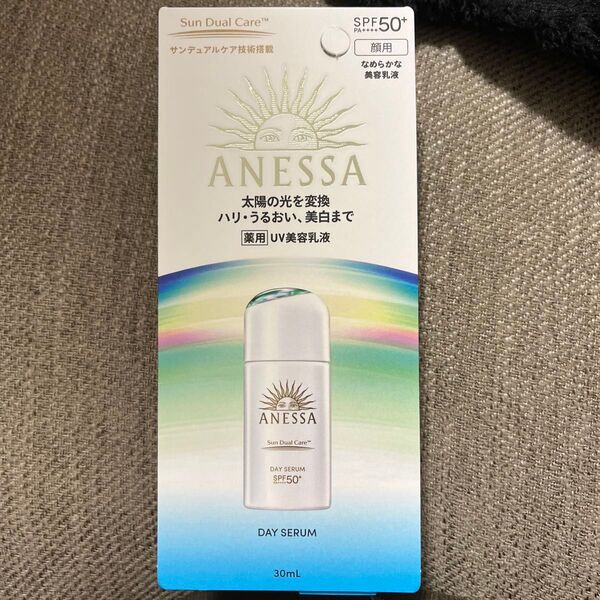 Sun Dual Care™
サンデュアルケア技術搭載
SPF50+
PA++++
顔用
なめらかな
美容乳液
ANESSA
太陽の光を変換
ハリ・うるおい、美白まで
薬用 UV美容乳液
ANESSA
Sun Dual Care™
DAY SERUM
SPF50+
DAY SERUM
30mL